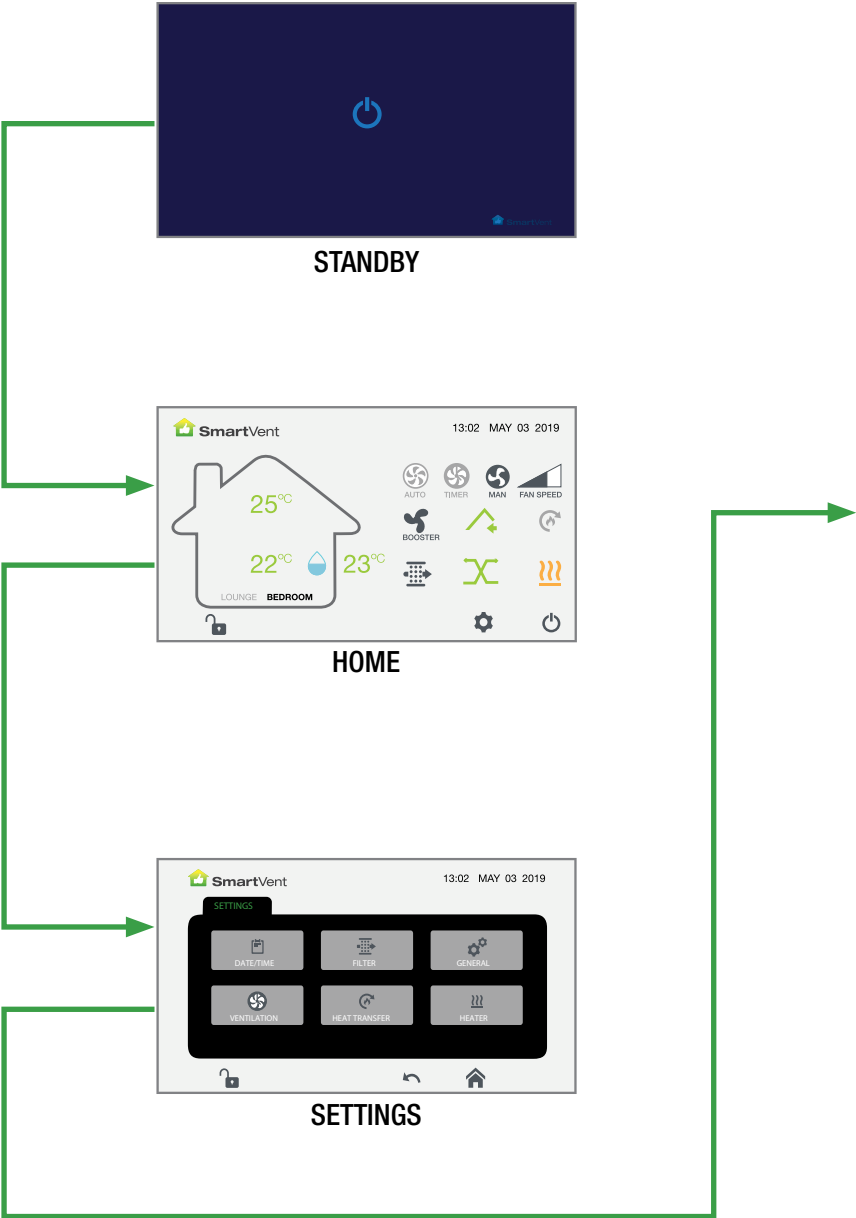 SmartVent
STANDBY
SmartVent 13:02 MAY 03 2019
25°C
AUTO TIMER MAN FAN SPEED
BOOSTER
22°C 23°C
LOUNGE BEDROOM
HOME
SmartVent 13:02 MAY 03 2019
SETTINGS
DATE/TIME FILTER GENERAL
VENTILATION HEAT TRANSFER HEATER
SETTINGS